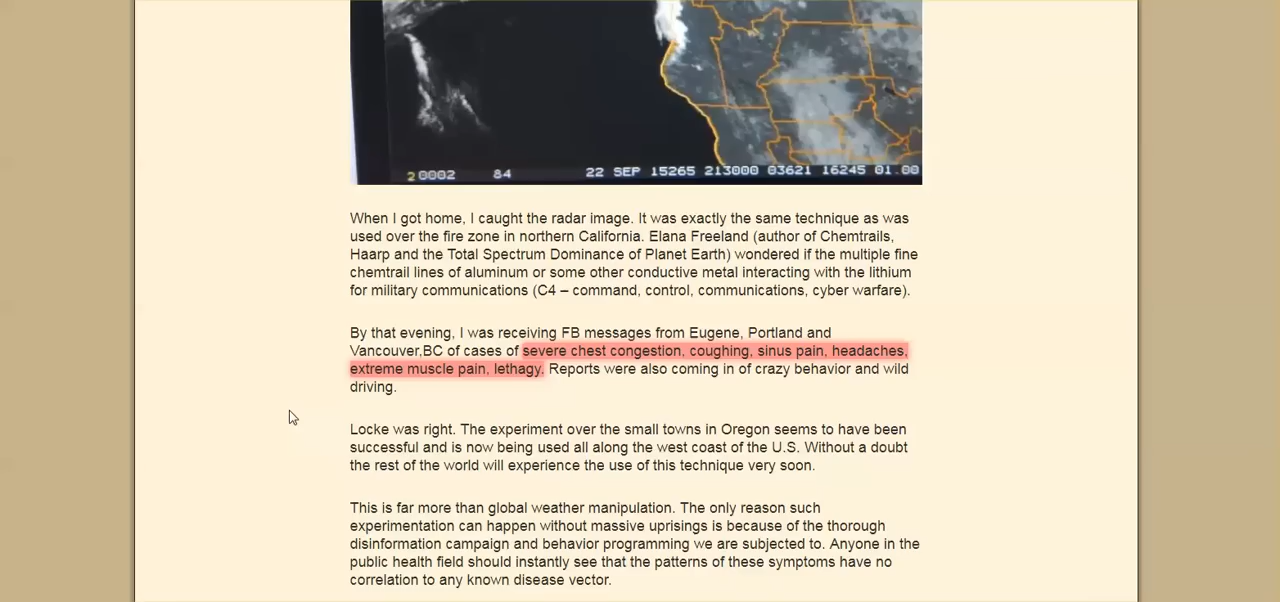 20002 84 22 SEP 15265 213000 03621 16245 01.00
When I got home, I caught the radar image. It was exactly the same technique as was
used over the fire zone in northern California. Elana Freeland (author of Chemtrails,
Haarp and the Total Spectrum Dominance of Planet Earth) wondered if the multiple fine
chemtrail lines of aluminum or some other conductive metal interacting with the lithium
for military communications (C4 – command, control, communications, cyber warfare).
By that evening, I was receiving FB messages from Eugene, Portland and
Vancouver,BC of cases of severe chest congestion, coughing, sinus pain, headaches,
extreme muscle pain, lethagy. Reports were also coming in of crazy behavior and wild
driving.
Locke was right. The experiment over the small towns in Oregon seems to have been
successful and is now being used all along the west coast of the U.S. Without a doubt
the rest of the world will experience the use of this technique very soon.
This is far more than global weather manipulation. The only reason such
experimentation can happen without massive uprisings is because of the thorough
disinformation campaign and behavior programming we are subjected to. Anyone in the
public health field should instantly see that the patterns of these symptoms have no
correlation to any known disease vector.